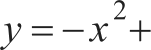 y = −x² +